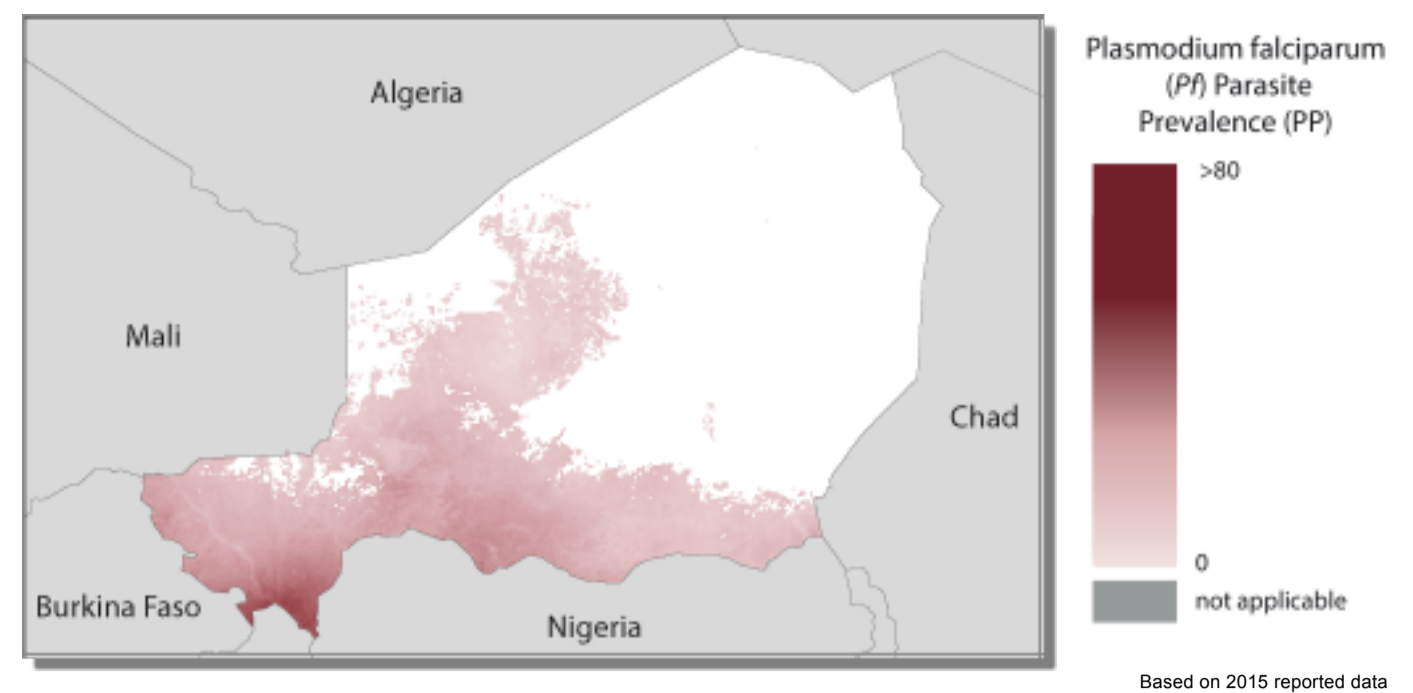 Algeria
Mali
Chad
Burkina Faso
Nigeria
Plasmodium falciparum
(Pf) Parasite
Prevalence (PP)
>80
0
not applicable
Based on 2015 reported data